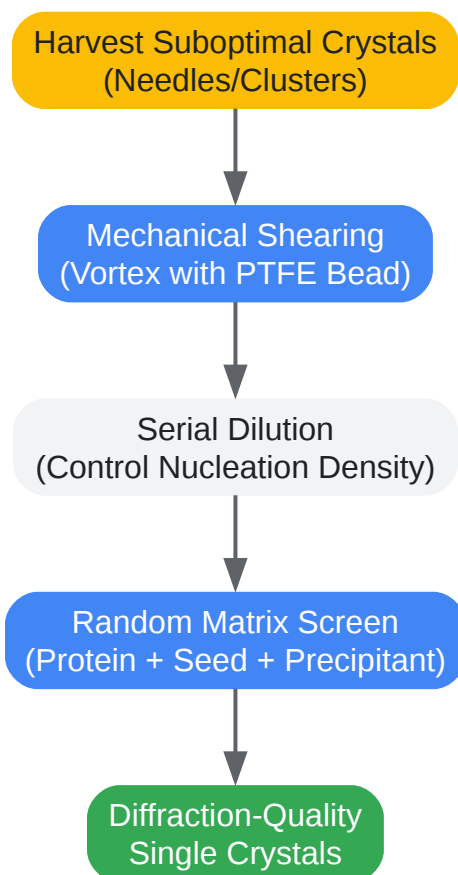 Harvest Suboptimal Crystals
(Needles/Clusters)
Mechanical Shearing
(Vortex with PTFE Bead)
Serial Dilution
(Control Nucleation Density)
Random Matrix Screen
(Protein + Seed + Precipitant)
Diffraction-Quality
Single Crystals